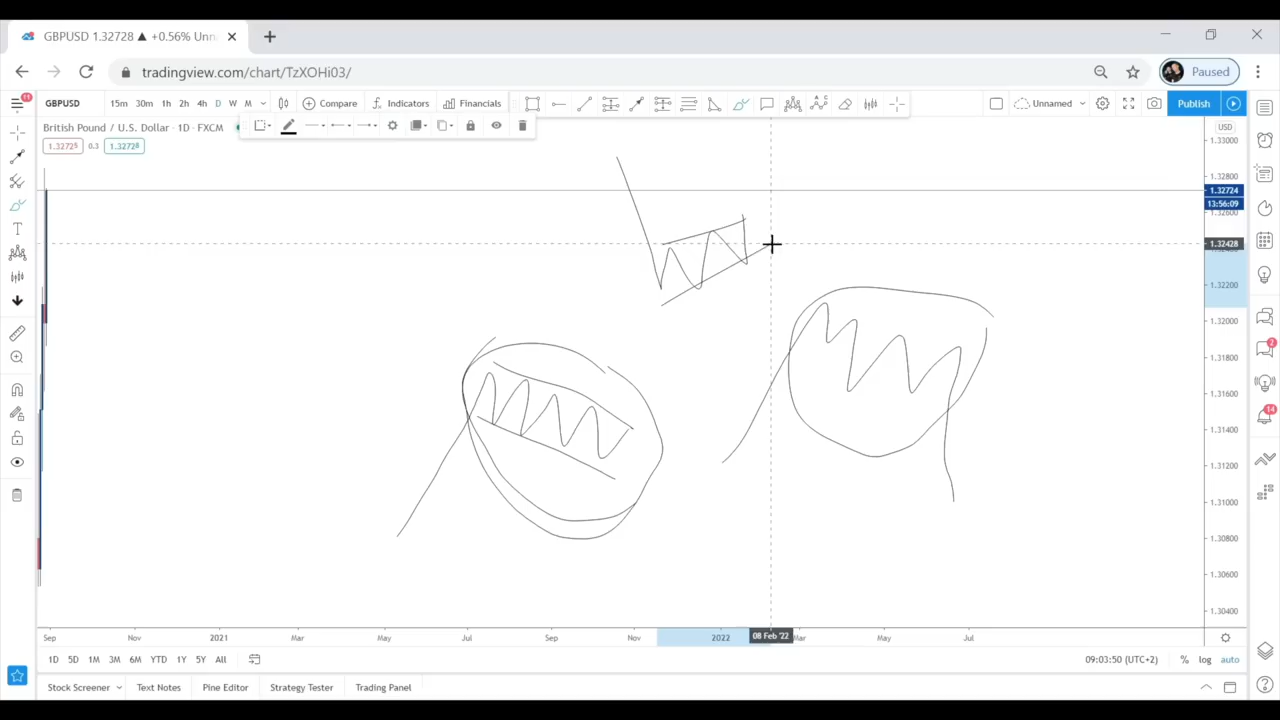 GBPUSD 1.32728 ▲ +0.56% Unn
tradingview.com/chart/TzXOHi03/
Paused
11
GBPUSD
15m 30m 1h 2h 4h D W M
Compare
Indicators
Financials
Unnamed
Publish
British Pound / U.S. Dollar · 1D · FXCM
1.32725 0.3 1.32728
USD
1.33000
1.32800
1.32724
13:56:09
1.32600
1.32428
1.32200
1.32000
1.31800
1.31600
1.31400
1.31200
1.31000
1.30800
1.30600
1.30400
2
14
Sep Nov 2021 Mar May Jul Sep Nov 2022 08 Feb '22 Mar May Jul
1D 5D 1M 3M 6M YTD 1Y 5Y All
09:03:50 (UTC+2) % log auto
Stock Screener Text Notes Pine Editor Strategy Tester Trading Panel